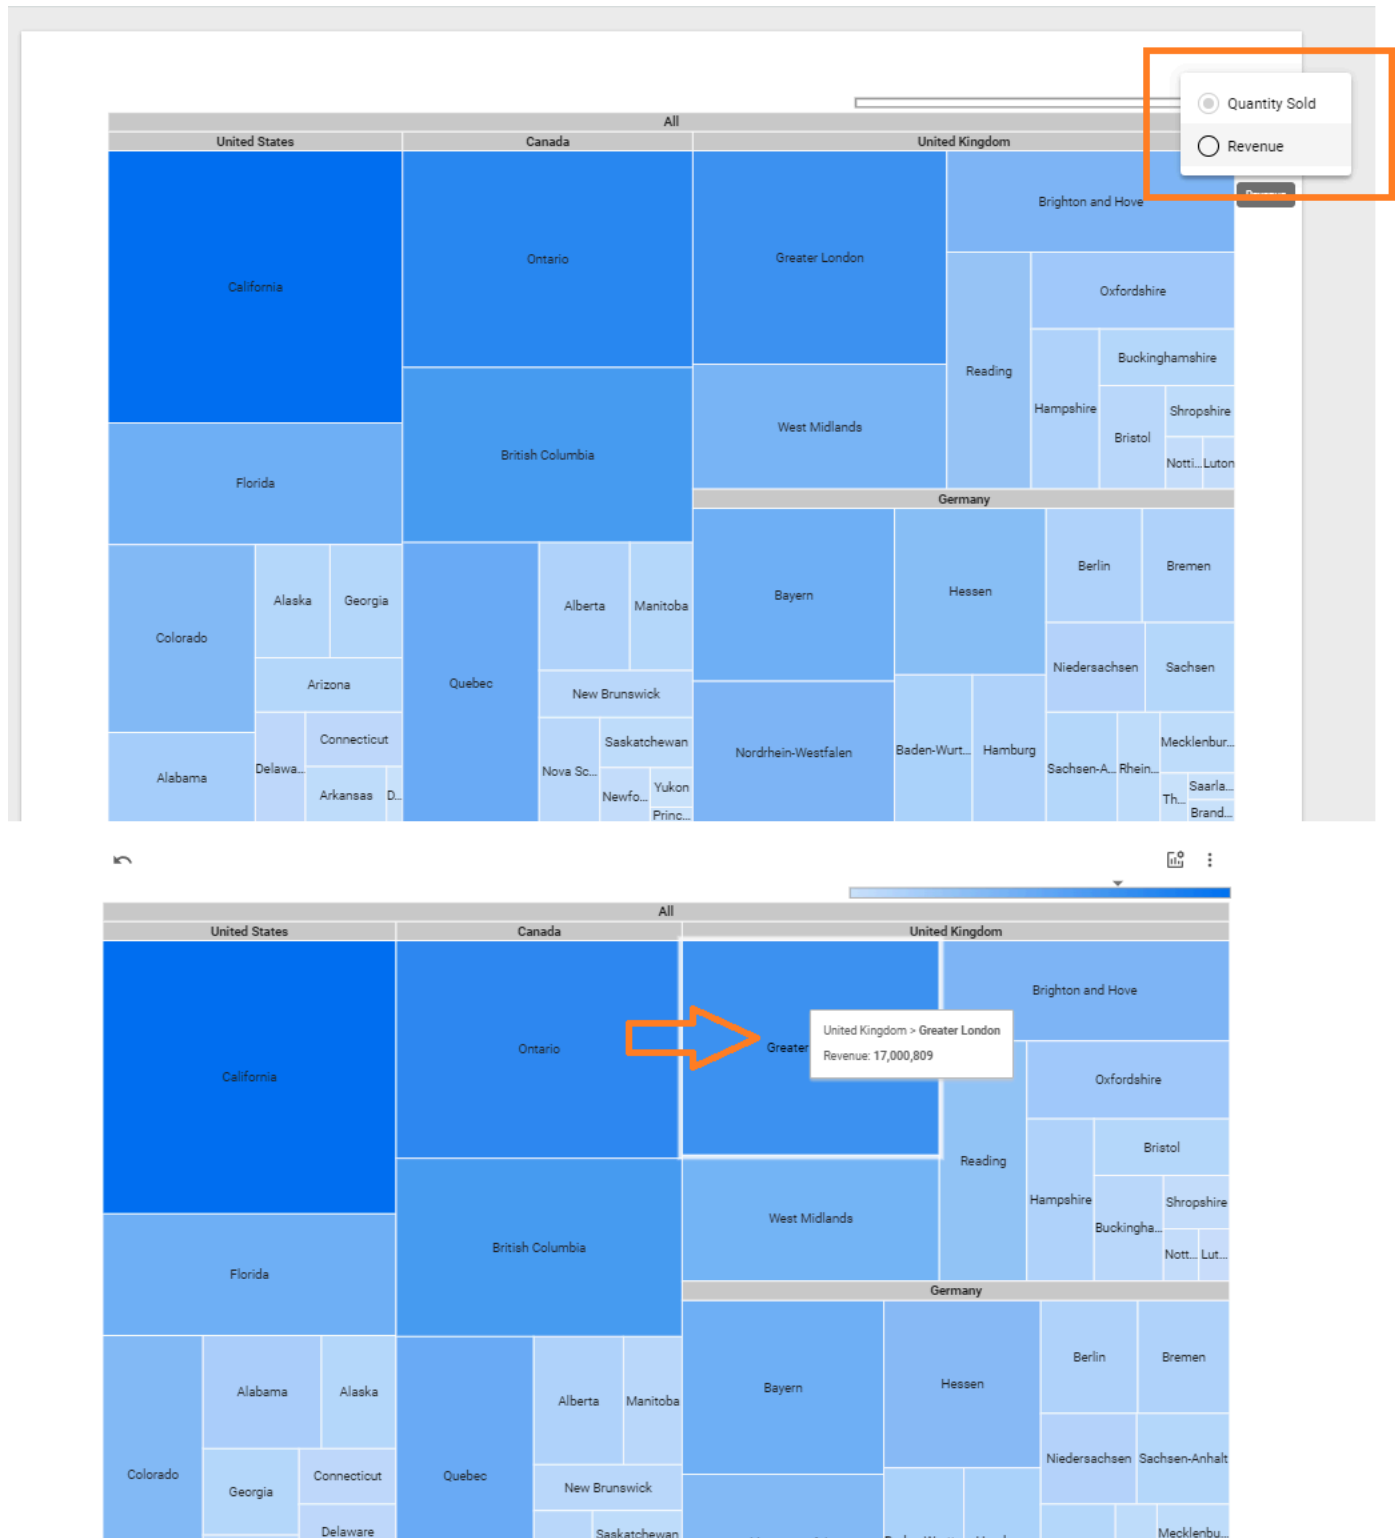 Quantity Sold
Revenue
All
United States
Canada
United Kingdom
Brighton and Hove
Greater London
Ontario
California
Oxfordshire
Buckinghamshire
Reading
Hampshire
Shropshire
West Midlands
Bristol
British Columbia
Notti...
Luton
Florida
Germany
Berlin
Bremen
Hessen
Bayern
Alaska
Georgia
Alberta
Manitoba
Colorado
Niedersachsen
Sachsen
Arizona
Quebec
New Brunswick
Connecticut
Saskatchewan
Mecklenbur...
Nordrhein-Westfalen
Baden-Wurt...
Hamburg
Delawa...
Nova Sc...
Sachsen-A...
Rhein...
Alabama
Yukon
Saarla...
Arkansas
D...
Newfo...
Th...
Princ...
Brand...
All
United States
Canada
United Kingdom
Brighton and Hove
United Kingdom > Greater London
Revenue: 17,000,809
Ontario
Greater
California
Oxfordshire
Bristol
Reading
Hampshire
Shropshire
West Midlands
Buckingha...
British Columbia
Nott...
Lut...
Florida
Germany
Berlin
Bremen
Hessen
Bayern
Alabama
Alaska
Alberta
Manitoba
Niedersachsen
Sachsen-Anhalt
Colorado
Connecticut
Quebec
New Brunswick
Georgia
Delaware
Saskatchewan
Mecklenbu...